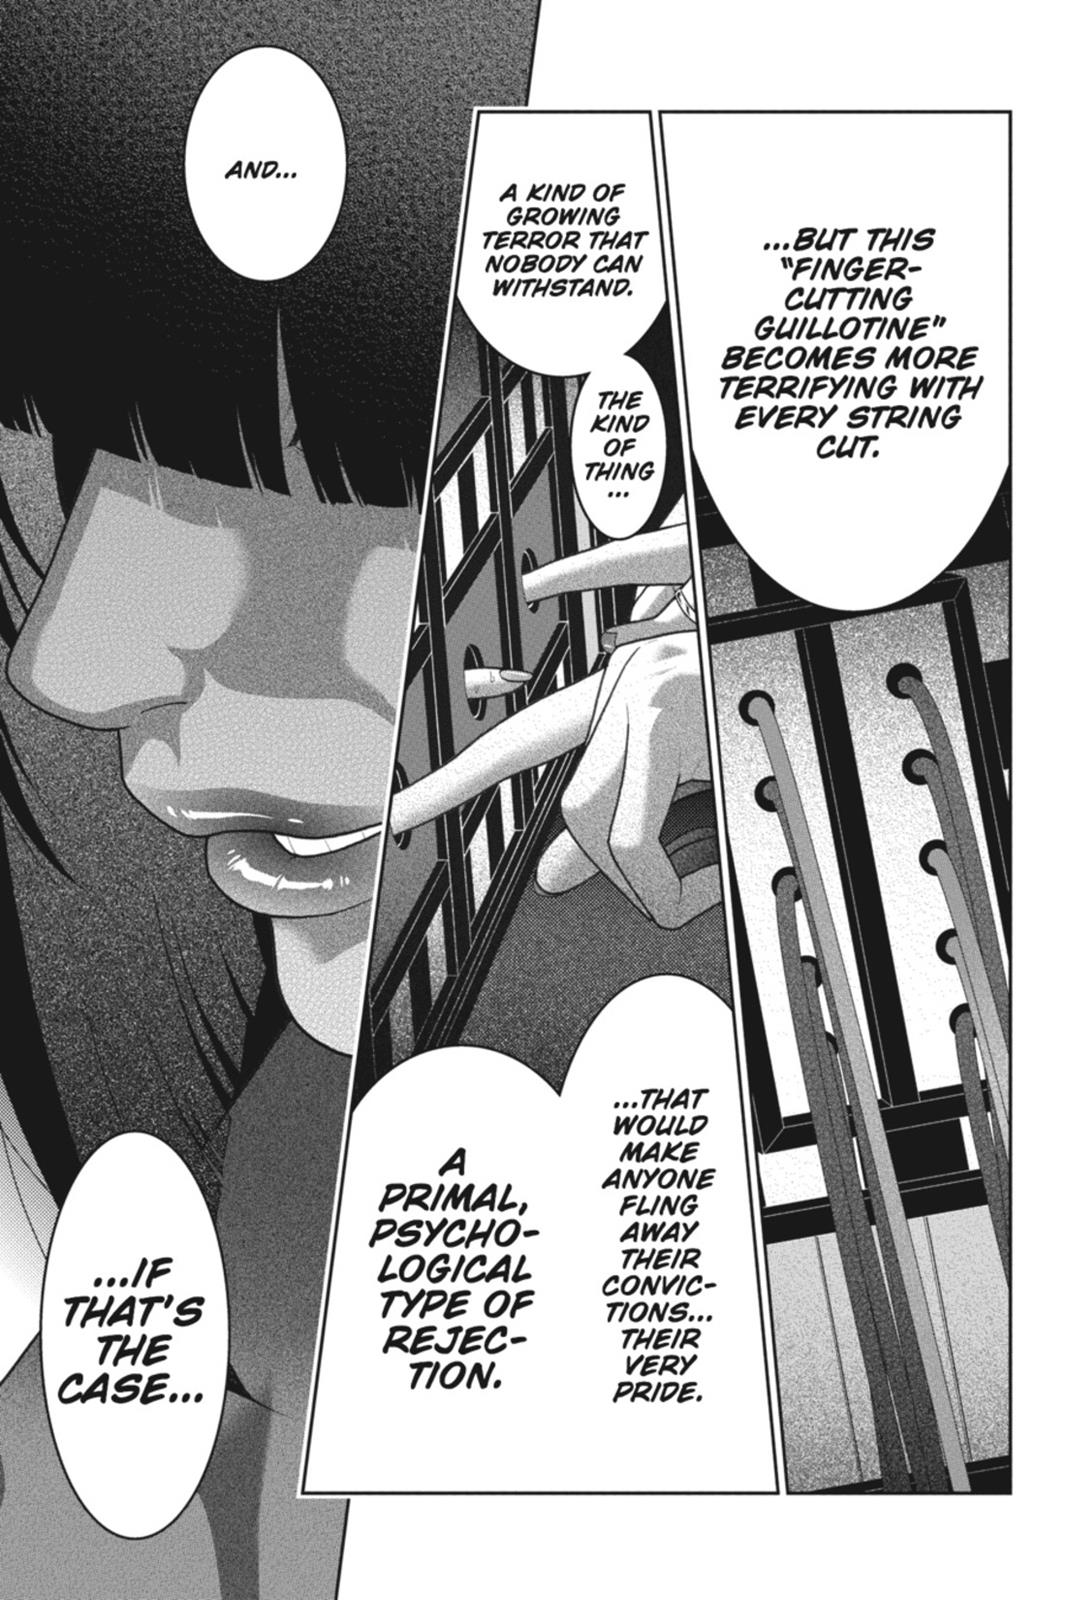 ...BUT THIS
"FINGER-
CUTTING
GUILLOTINE"
BECOMES MORE
TERRIFYING WITH
EVERY STRING
CUT.
A KIND OF
GROWING
TERROR THAT
NOBODY CAN
WITHSTAND.
THE
KIND
OF
THING
...
...THAT
WOULD
MAKE
ANYONE
FLING
AWAY
THEIR
CONVIC-
TIONS...
THEIR
VERY
PRIDE.
A
PRIMAL,
PSYCHO-
LOGICAL
TYPE OF
REJEC-
TION.
AND...
...IF
THAT'S
THE
CASE...